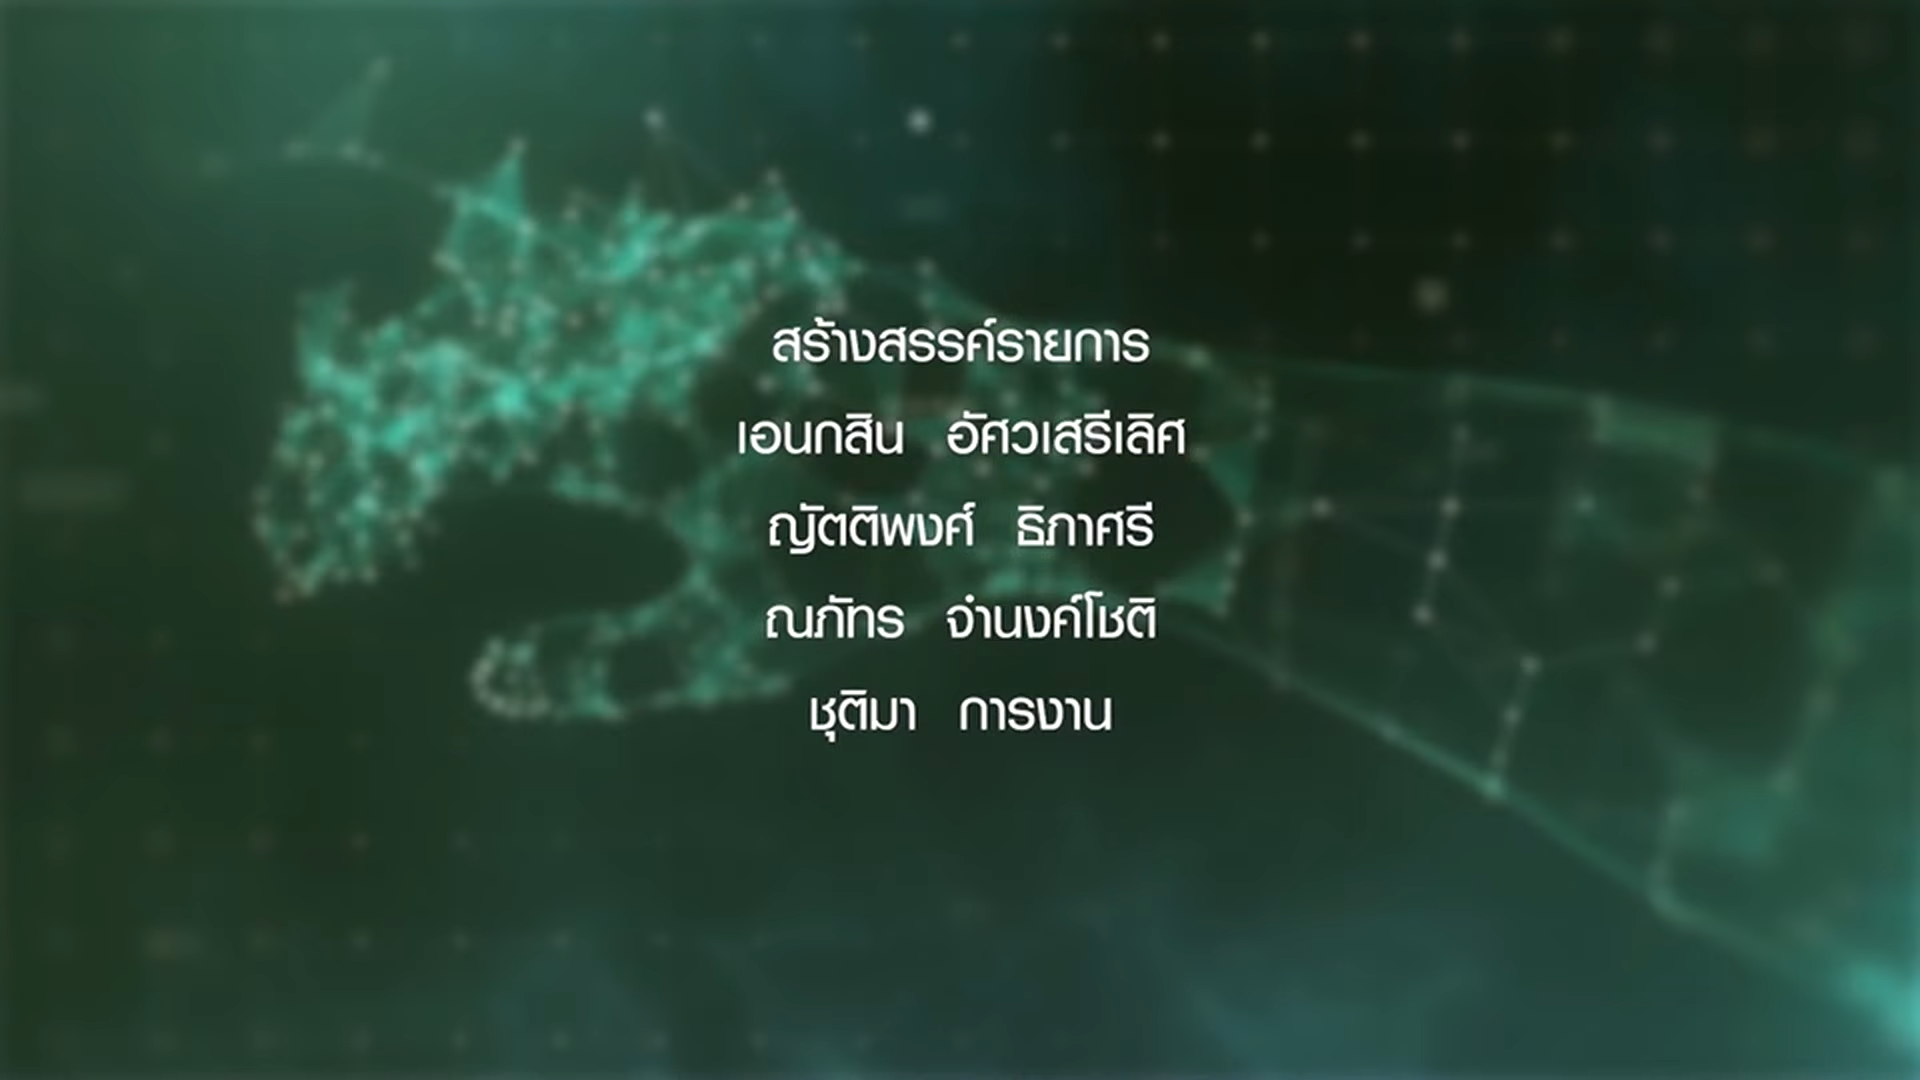 สร้างสรรค์รายการ
เอนกสิน อัศวเสรีเลิศ
ญัตติพงศ์ ธิภาศรี
ณภัทร จำนงค์โชติ
ชุติมา การงาน